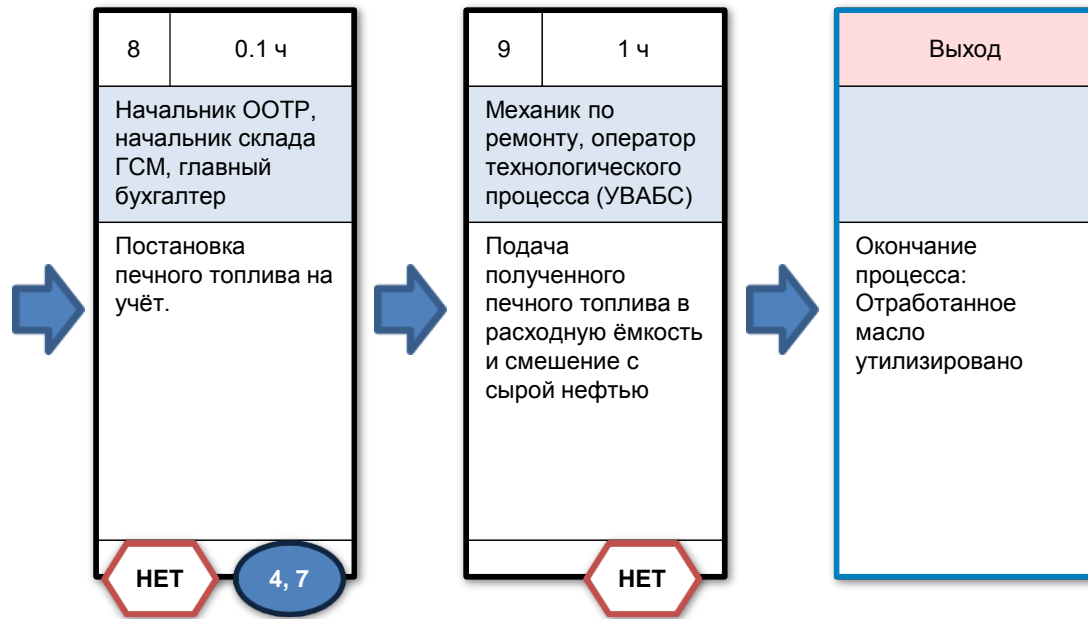 8
0.1 ч
Начальник ООТР,
начальник склада
ГСМ, главный
бухгалтер
Постановка
печного топлива на
учёт.
НЕТ
4, 7
9
1 ч
Механик по
ремонту, оператор
технологического
процесса (УВАБС)
Подача
полученного
печного топлива в
расходную ёмкость
и смешение с
сырой нефтью
НЕТ
Выход
Окончание
процесса:
Отработанное
масло
утилизировано